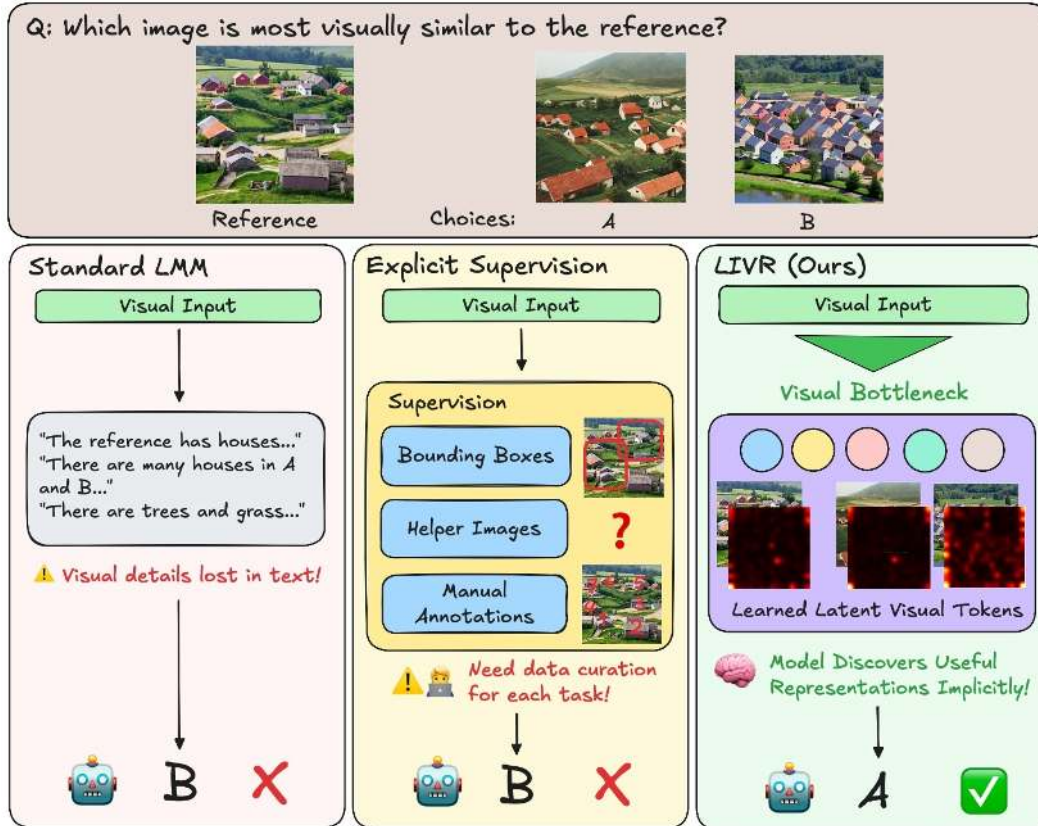 Q: Which image is most visually similar to the reference?
Reference
Choices:
A
B
Standard LMM
Visual Input
"The reference has houses..."
"There are many houses in A
and B..."
"There are trees and grass..."
Visual details lost in text!
B
Explicit Supervision
Visual Input
Supervision
Bounding Boxes
Helper Images
?
Manual
Annotations
Need data curation
for each task!
B
LIVR (Ours)
Visual Input
Visual Bottleneck
Learned Latent Visual Tokens
Model Discovers Useful
Representations Implicitly!
A